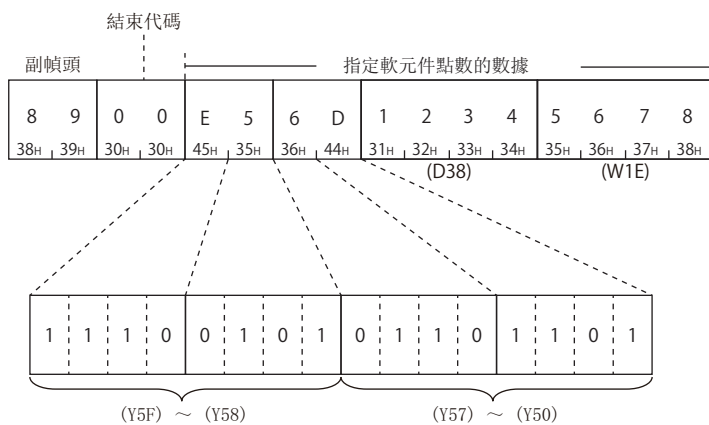 結束代碼
副幀頭 指定軟元件點數的數據
8 9 0 0 E 5 6 D 1 2 3 4 5 6 7 8
38H 39H 30H 30H 45H 35H 36H 44H 31H 32H 33H 34H 35H 36H 37H 38H
(D38) (W1E)
1 1 1 0 0 1 0 1 0 1 1 0 1 1 0 1
(Y5F) ～ (Y58) (Y57) ～ (Y50)